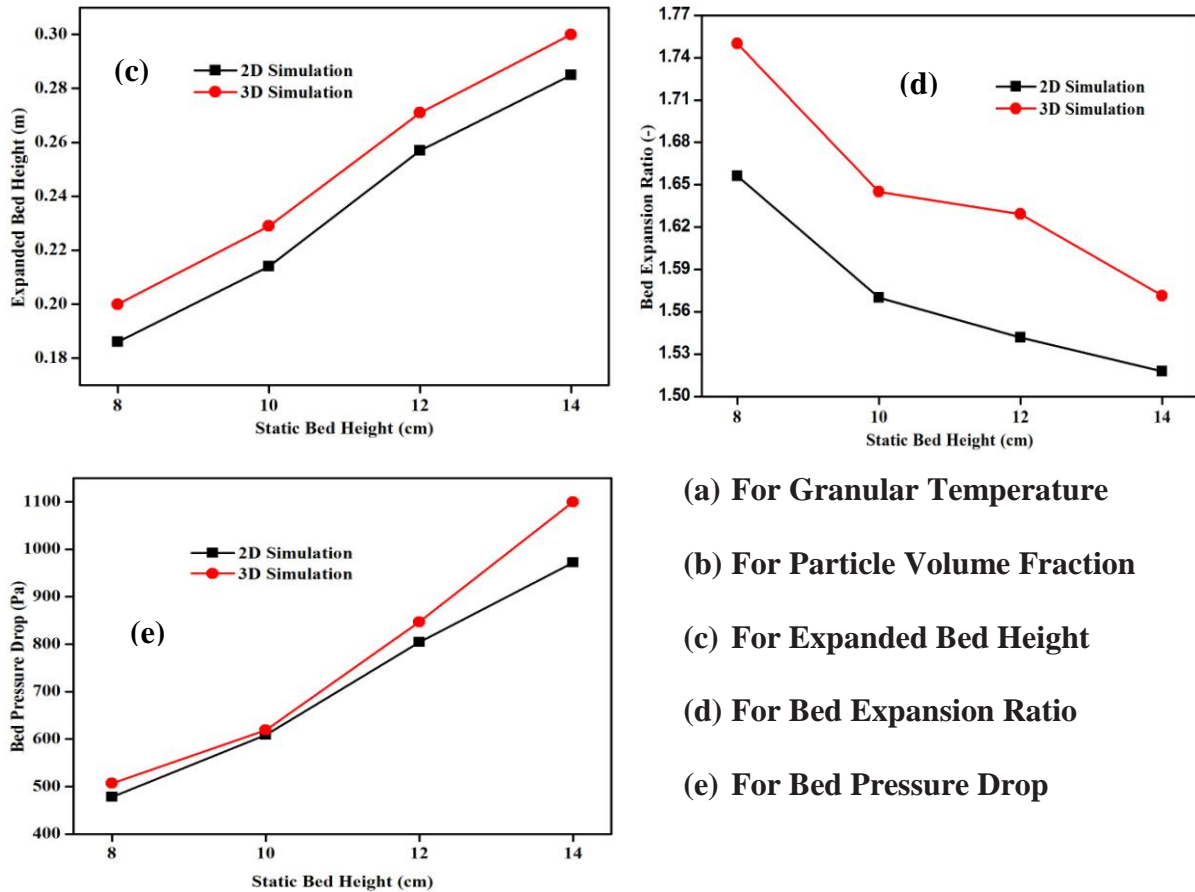 (c)
2D Simulation
3D Simulation
Expanded Bed Height (m)
0.30
0.28
0.26
0.24
0.22
0.20
0.18
8 10 12 14
Static Bed Height (cm)
(d)
2D Simulation
3D Simulation
Bed Expansion Ratio (-)
1.77
1.74
1.71
1.68
1.65
1.62
1.59
1.56
1.53
1.50
8 10 12 14
Static Bed Height (cm)
(e)
2D Simulation
3D Simulation
Bed Pressure Drop (Pa)
1100
1000
900
800
700
600
500
400
8 10 12 14
Static Bed Height (cm)
(a) For Granular Temperature
(b) For Particle Volume Fraction
(c) For Expanded Bed Height
(d) For Bed Expansion Ratio
(e) For Bed Pressure Drop